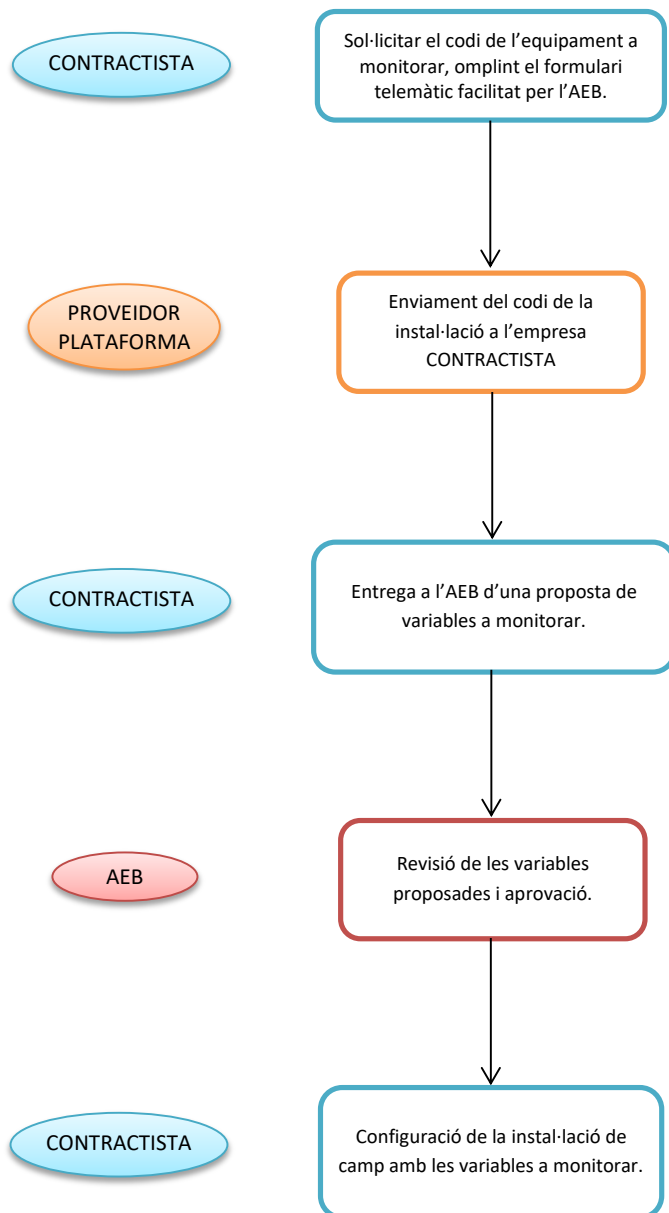 CONTRACTISTA
Sol·licitar el codi de l’equipament a
monitorar, omplint el formulari
telemàtic facilitat per l’AEB.
PROVEIDOR
PLATAFORMA
Enviament del codi de la
instal·lació a l’empresa
CONTRACTISTA
CONTRACTISTA
Entrega a l’AEB d’una proposta de
variables a monitorar.
AEB
Revisió de les variables
proposades i aprovació.
CONTRACTISTA
Configuració de la instal·lació de
camp amb les variables a monitorar.